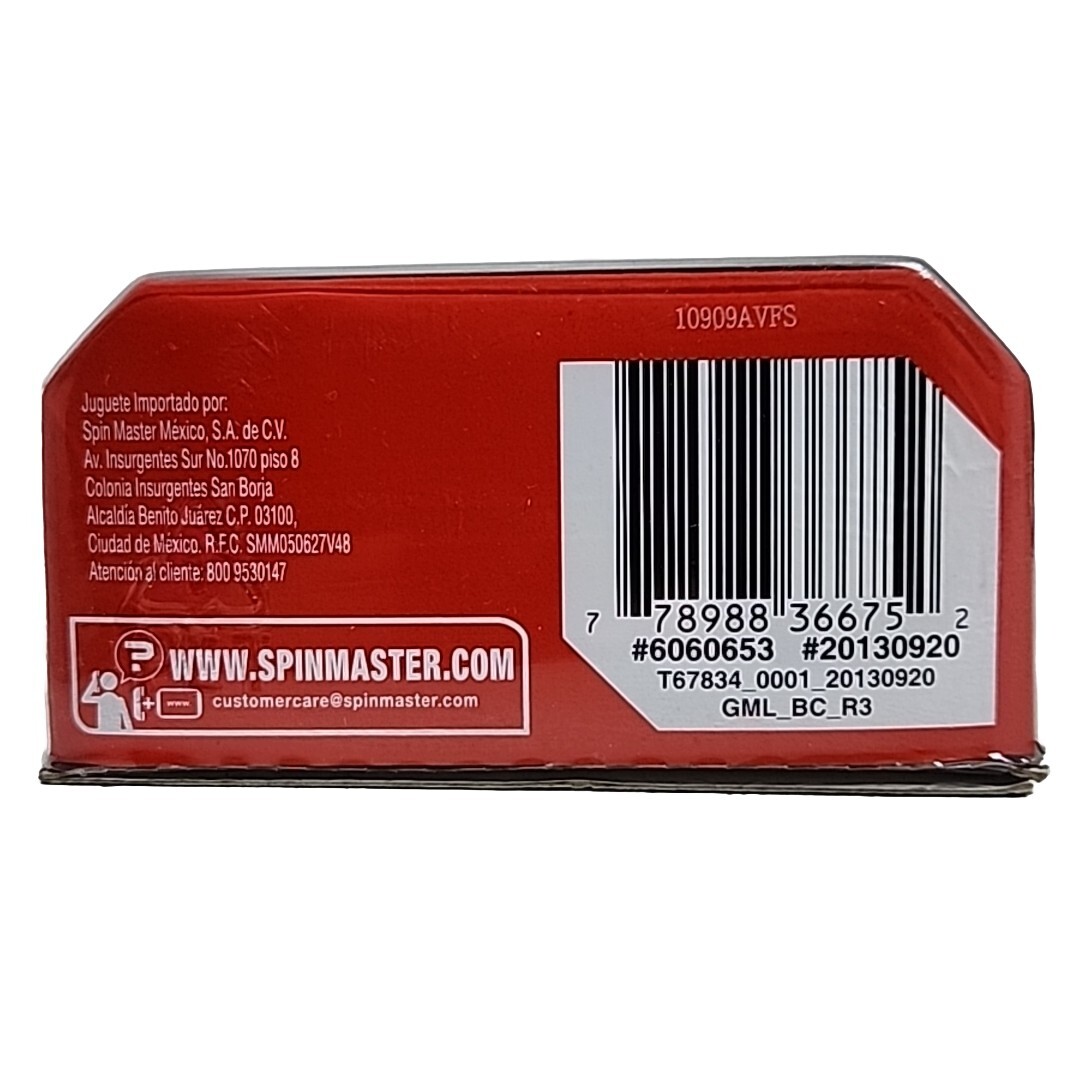 10909AVFS
Juguete Importado por:
Spin Master México, S.A. de C.V.
Av. Insurgentes Sur No.1070 piso 8
Colonia Insurgentes San Borja
Alcaldía Benito Juárez C.P. 03100,
Ciudad de México. R.F.C. SMM050627V48
Atención al cliente: 800 9530147
? WWW.SPINMASTER.COM
+ www. customercare@spinmaster.com
7 78988 36675 2
#6060653 #20130920
T67834_0001_20130920
GML_BC_R3